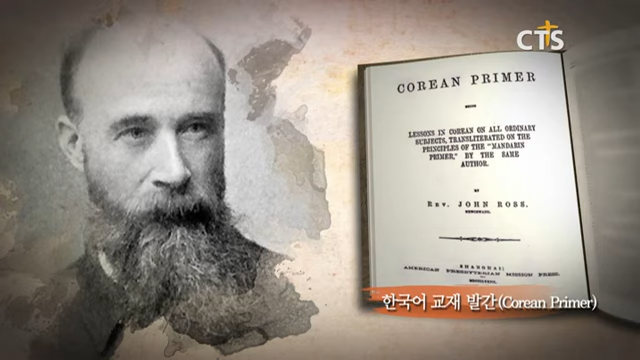 CTS
COREAN PRIMER
BEING
LESSONS IN COREAN ON ALL ORDINARY
SUBJECTS, TRANSLITERATED ON THE
PRINCIPLES OF THE "MANDARIN
PRIMER," BY THE SAME
AUTHOR.
BY
REV. JOHN ROSS,
SHANGHAI:
AMERICAN PRESBYTERIAN MISSION PRESS.
한국어 교재 발간(Corean Primer)